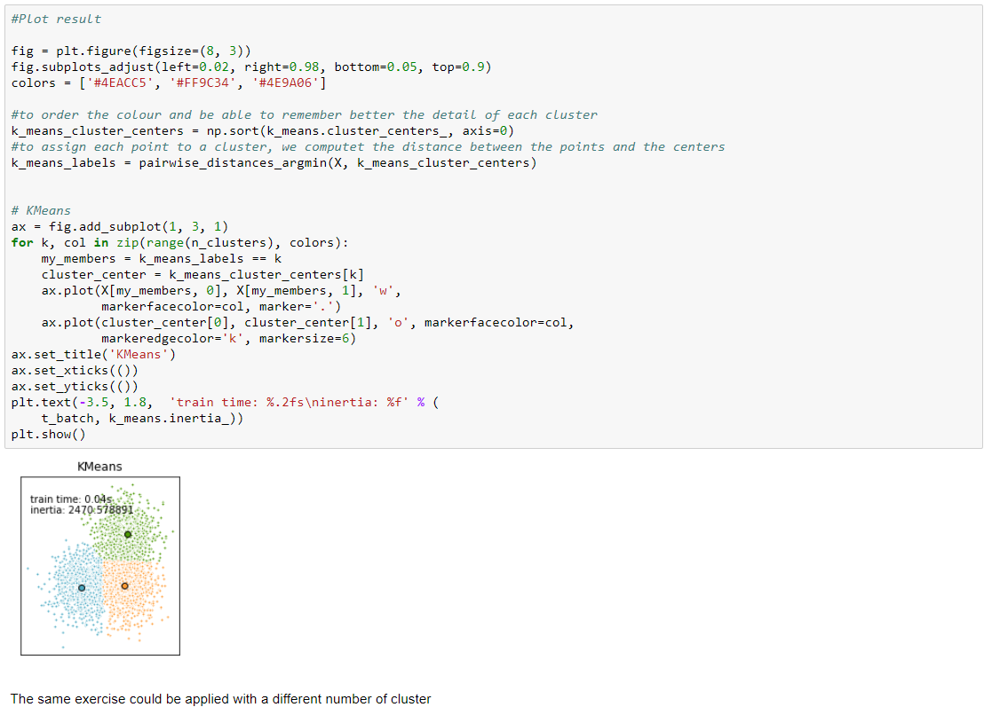 #Plot result
fig = plt.figure(figsize=(8, 3))
fig.subplots_adjust(left=0.02, right=0.98, bottom=0.05, top=0.9)
colors = ['#4EACC5', '#FF9C34', '#4E9A06']
#to order the colour and be able to remember better the detail of each cluster
k_means_cluster_centers = np.sort(k_means.cluster_centers_, axis=0)
#to assign each point to a cluster, we computet the distance between the points and the centers
k_means_labels = pairwise_distances_argmin(X, k_means_cluster_centers)
# KMeans
ax = fig.add_subplot(1, 3, 1)
for k, col in zip(range(n_clusters), colors):
    my_members = k_means_labels == k
    cluster_center = k_means_cluster_centers[k]
    ax.plot(X[my_members, 0], X[my_members, 1], 'w',
            markerfacecolor=col, marker='.')
    ax.plot(cluster_center[0], cluster_center[1], 'o', markerfacecolor=col,
            markeredgecolor='k', markersize=6)
ax.set_title('KMeans')
ax.set_xticks(())
ax.set_yticks(())
plt.text(-3.5, 1.8,  'train time: %.2fs\ninertia: %f' % (
    t_batch, k_means.inertia_))
plt.show()
KMeans
train time: 0.04s
inertia: 2470.578891
The same exercise could be applied with a different number of cluster